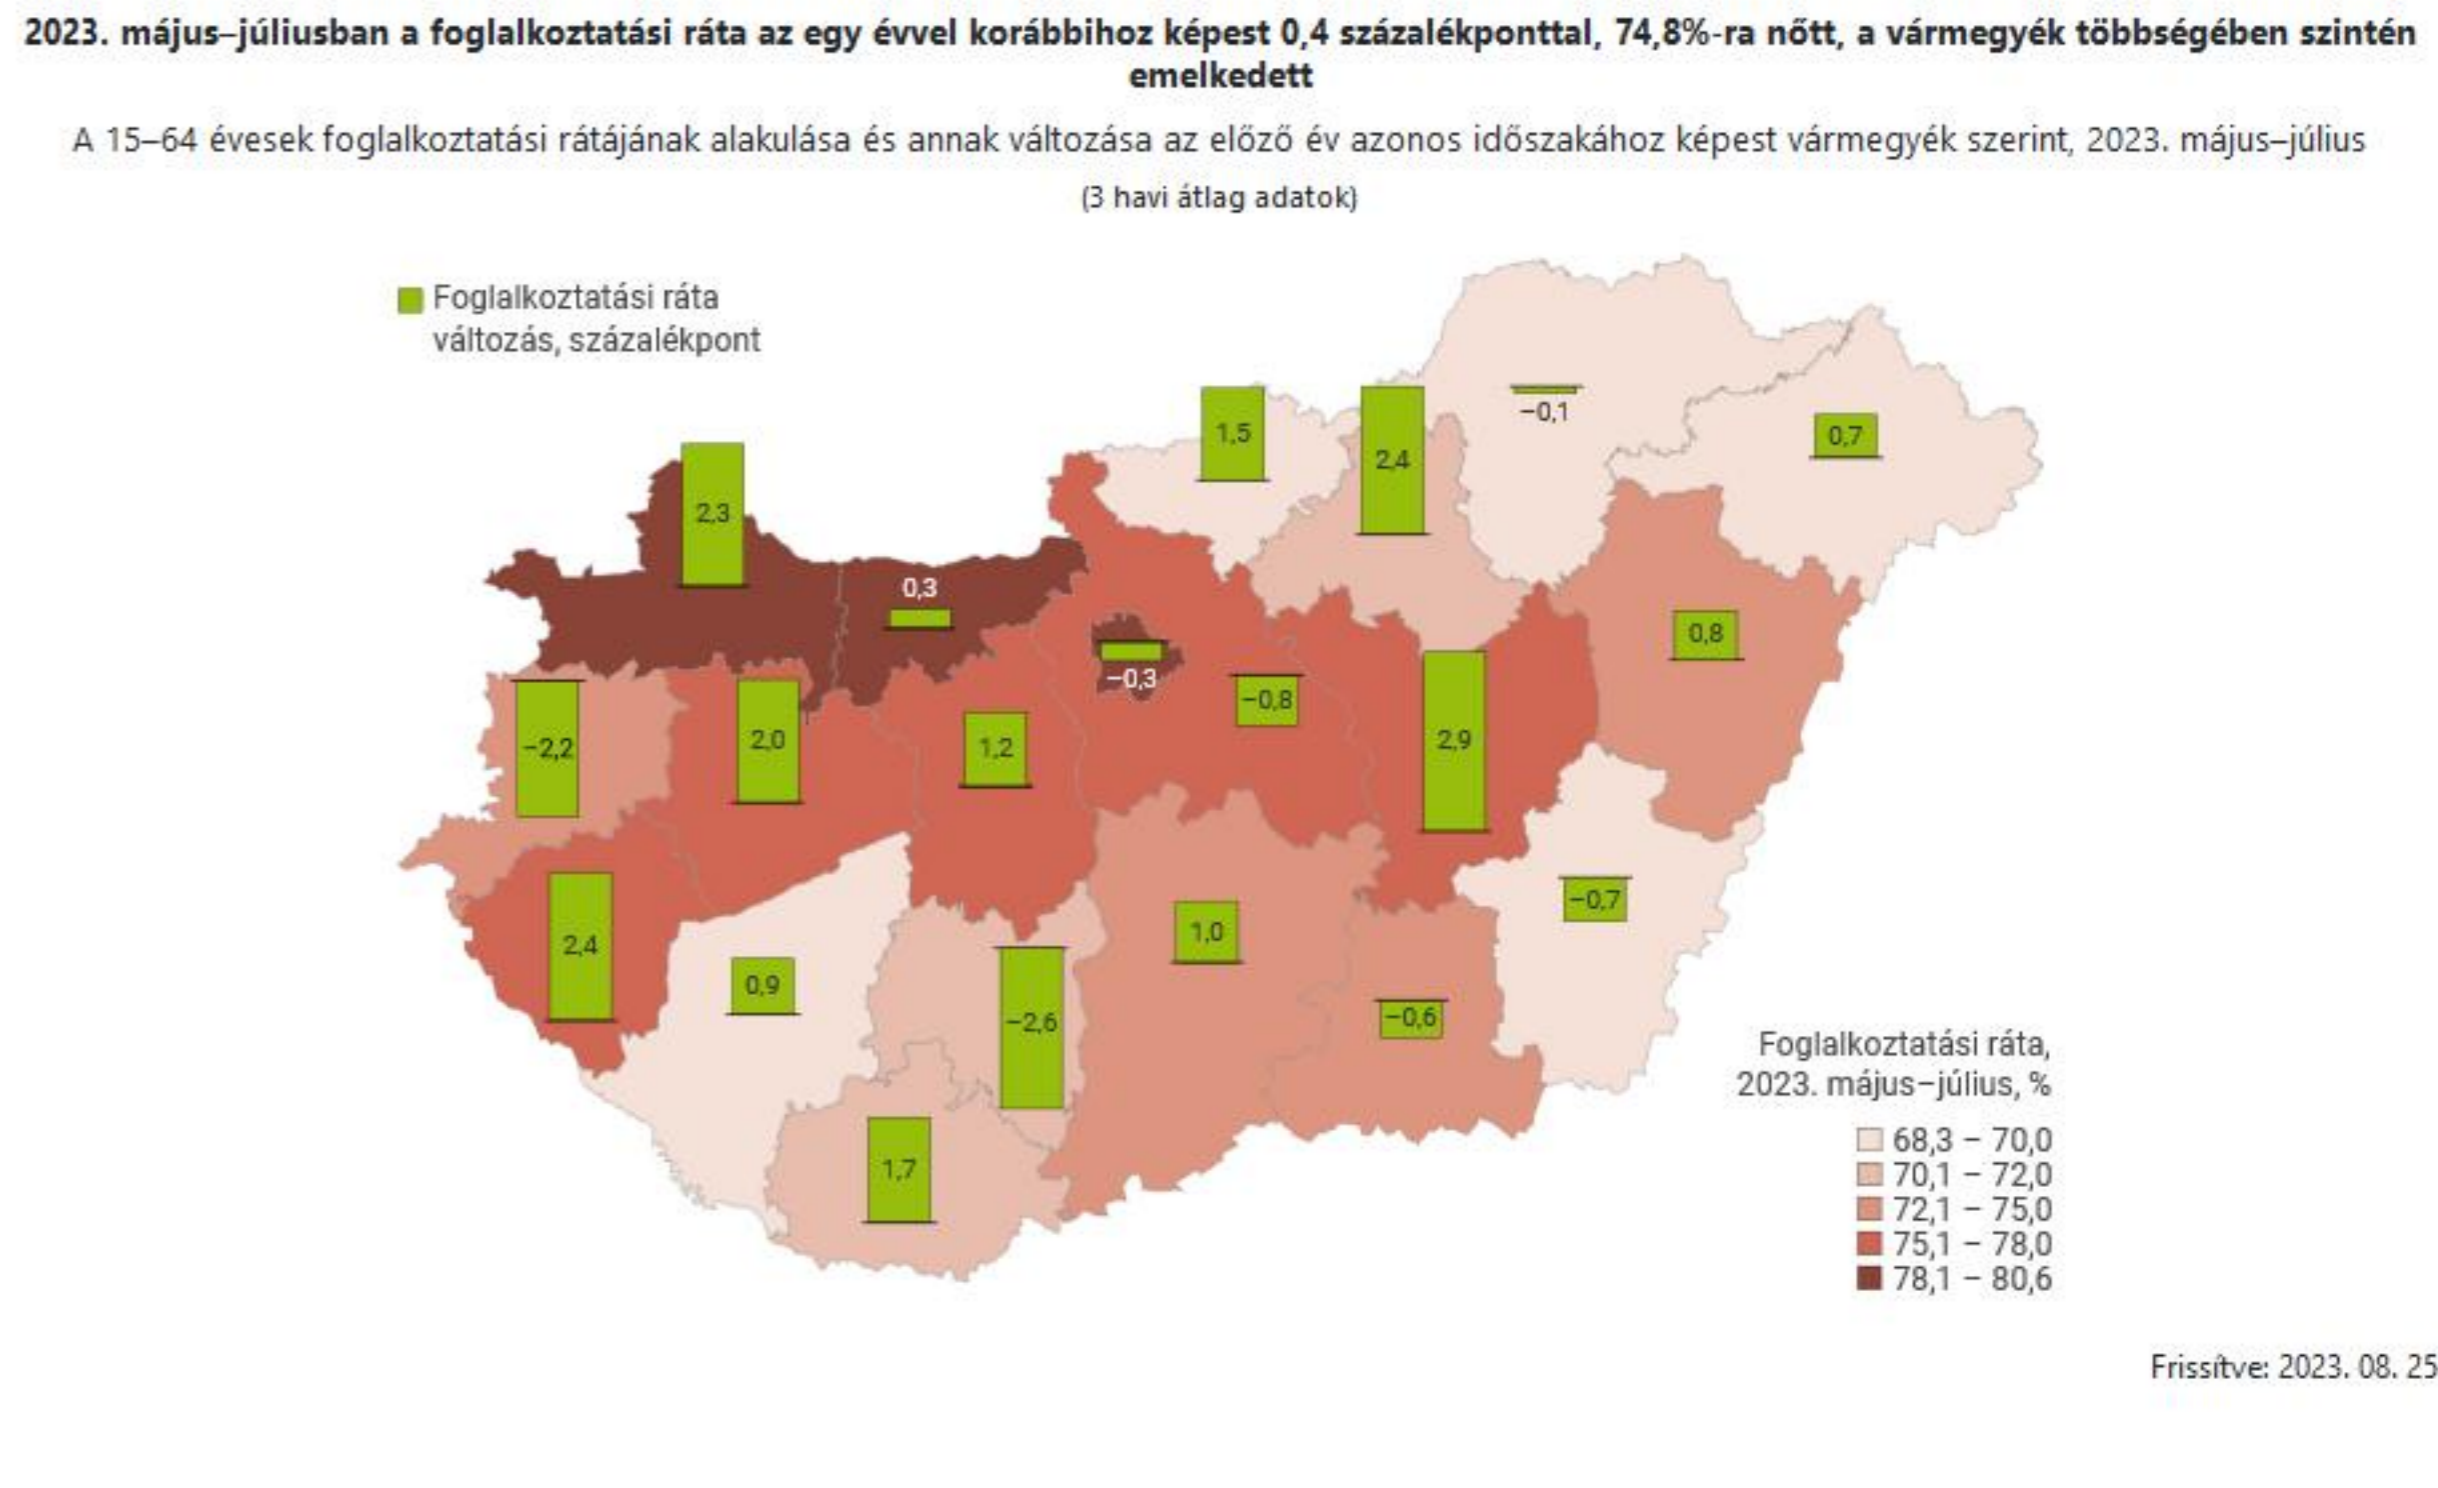 2023. május–júliusban a foglalkoztatási ráta az egy évvel korábbihoz képest 0,4 százalékponttal, 74,8%-ra nőtt, a vármegyék többségében szintén
emelkedett
A 15–64 évesek foglalkoztatási rátájának alakulása és annak változása az előző év azonos időszakához képest vármegyék szerint, 2023. május–július
(3 havi átlag adatok)
Foglalkoztatási ráta
változás, százalékpont
−0,1
1,5
0,7
2,4
2,3
0,3
0,8
−0,3
−0,8
2,0
2,9
−2,2
1,2
−0,7
1,0
2,4
0,9
−0,6
−2,6
1,7
Foglalkoztatási ráta,
2023. május–július, %
68,3 – 70,0
70,1 – 72,0
72,1 – 75,0
75,1 – 78,0
78,1 – 80,6
Frissítve: 2023. 08. 25